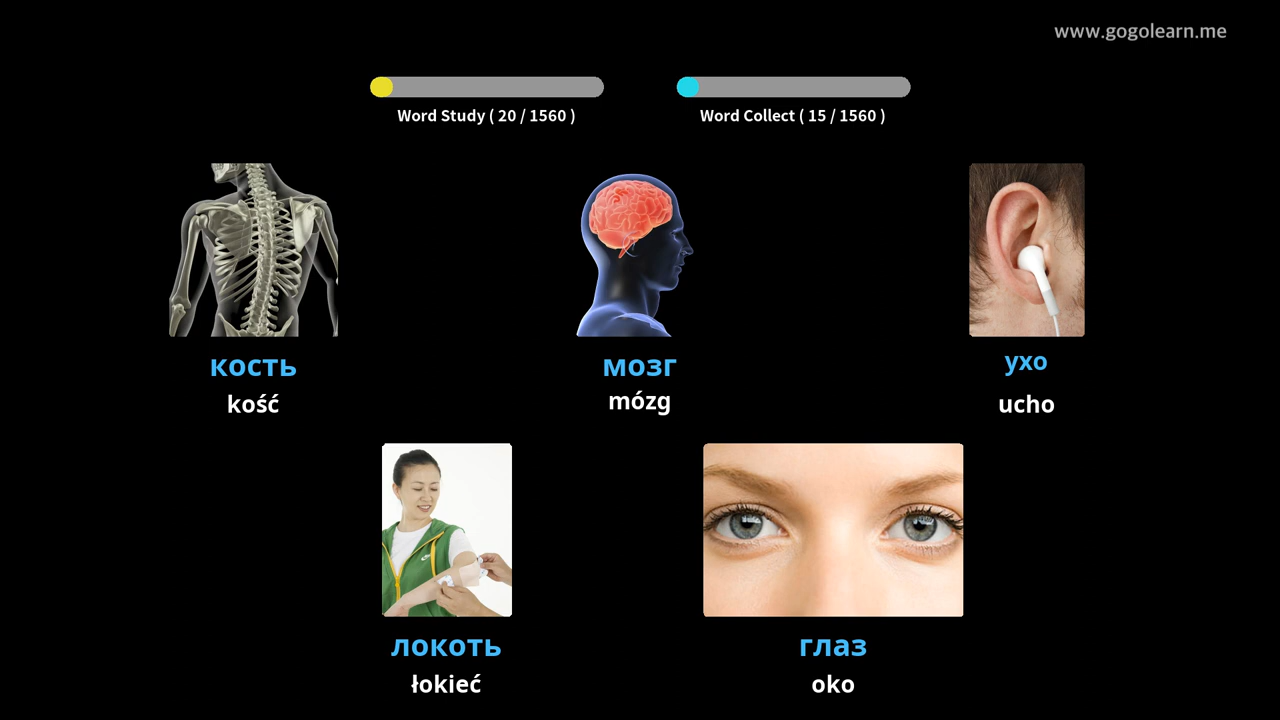 www.gogolearn.me
Word Study ( 20 / 1560 )
Word Collect ( 15 / 1560 )
кость
мозг
ухо
kość
mózg
ucho
локоть
глаз
łokieć
oko